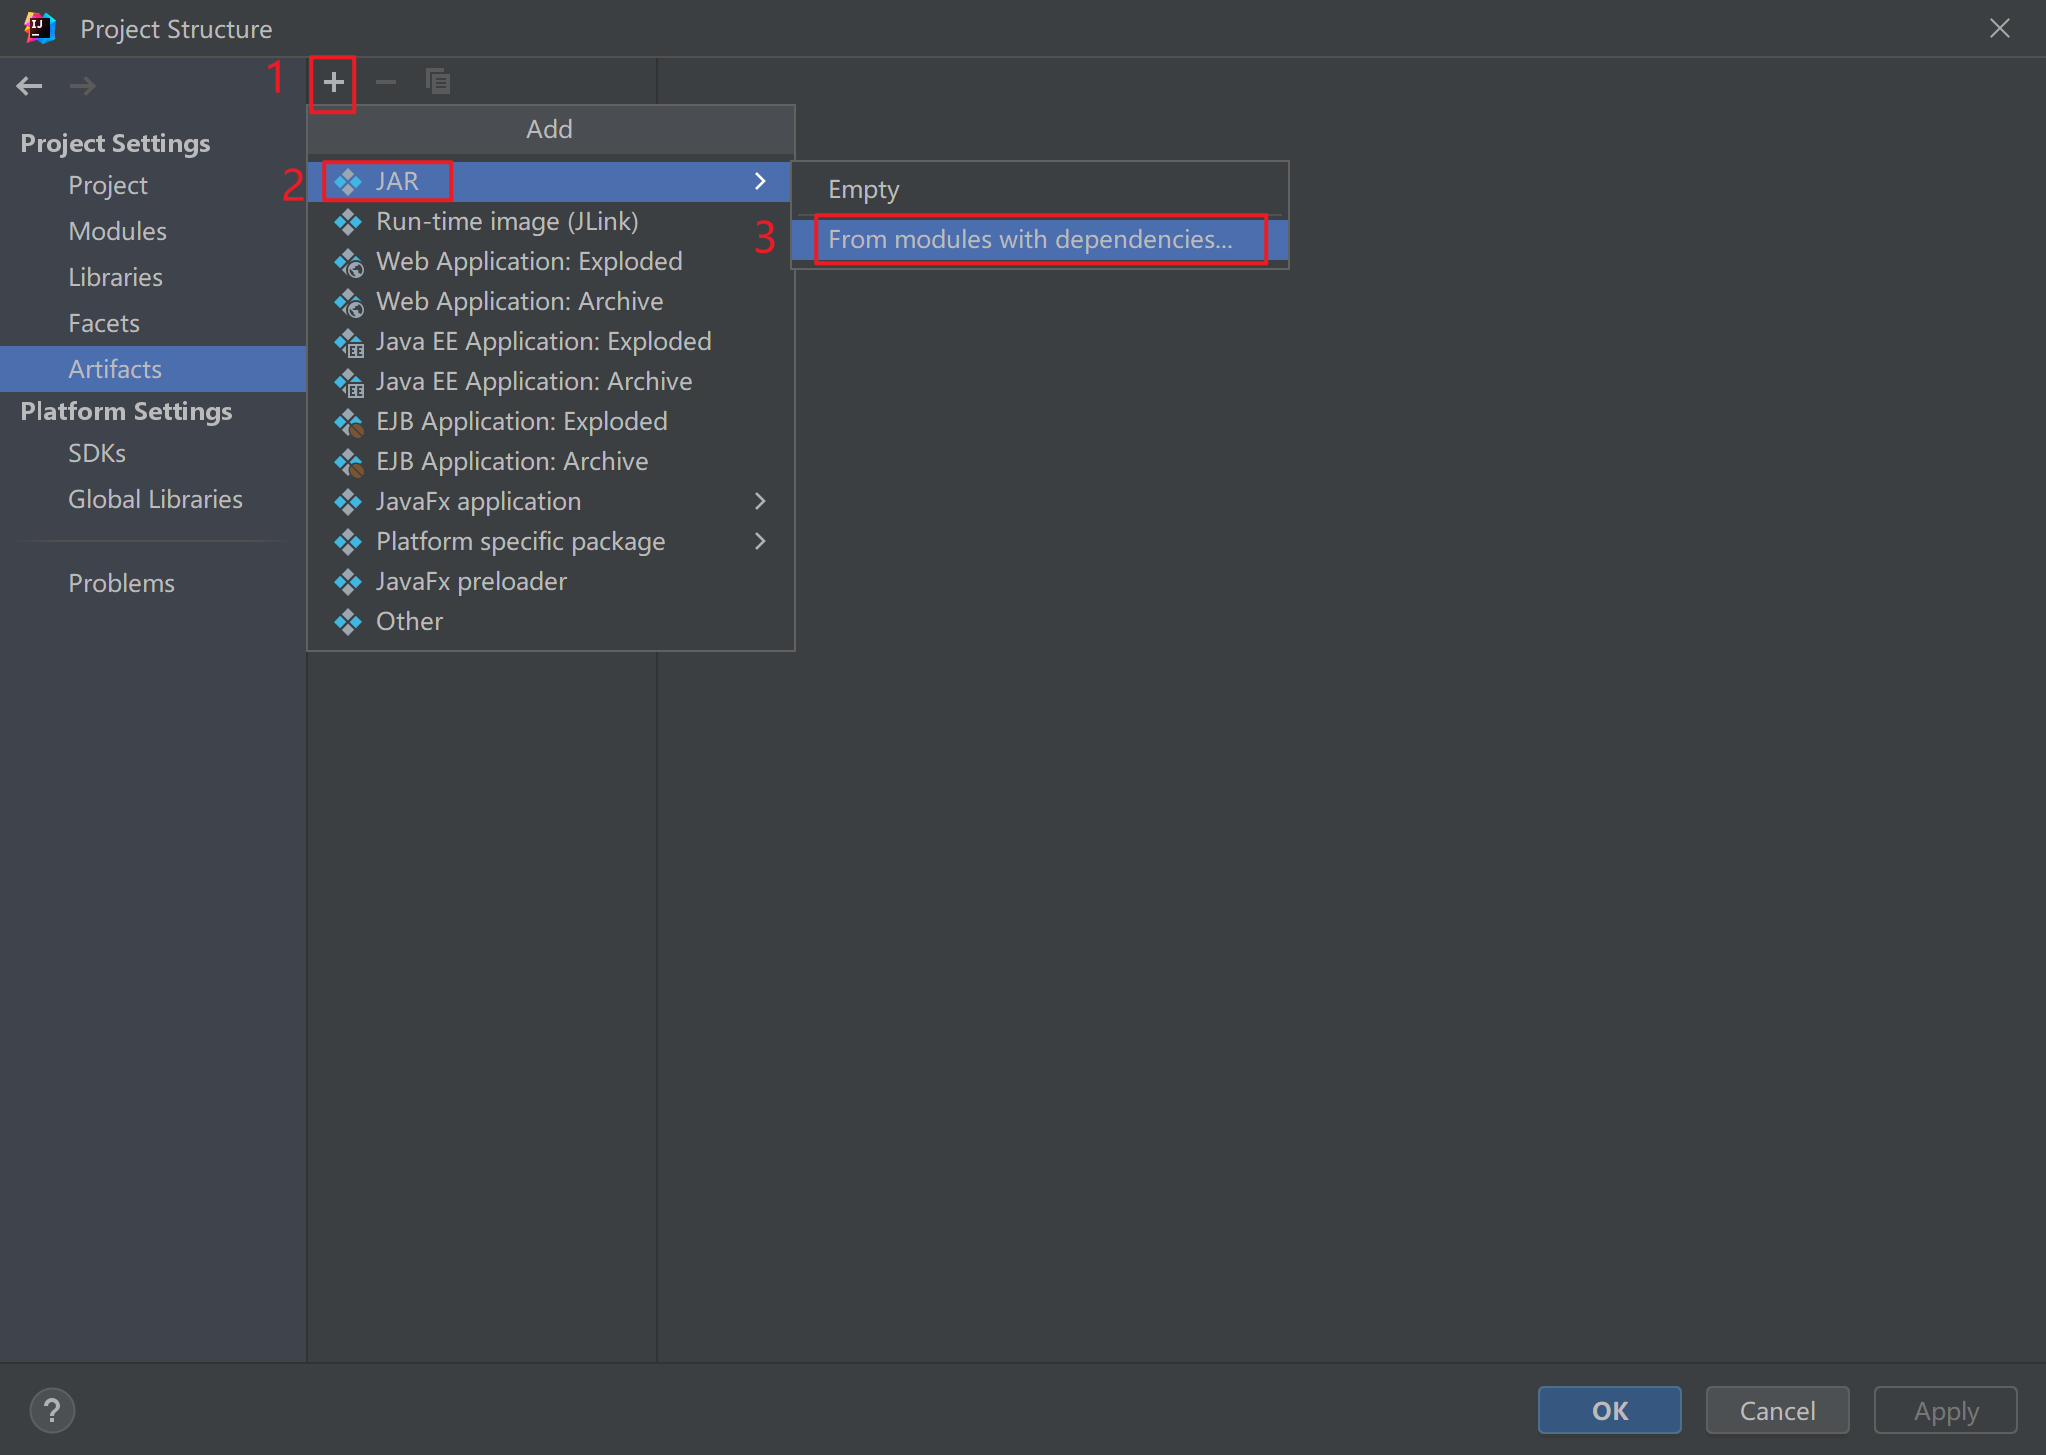 Project Structure
1
Project Settings
Project
Modules
Libraries
Facets
Artifacts
Platform Settings
SDKs
Global Libraries
Problems
Add
2
JAR
Run-time image (JLink)
Web Application: Exploded
Web Application: Archive
Java EE Application: Exploded
Java EE Application: Archive
EJB Application: Exploded
EJB Application: Archive
JavaFx application
Platform specific package
JavaFx preloader
Other
Empty
3
From modules with dependencies...
?
OK
Cancel
Apply